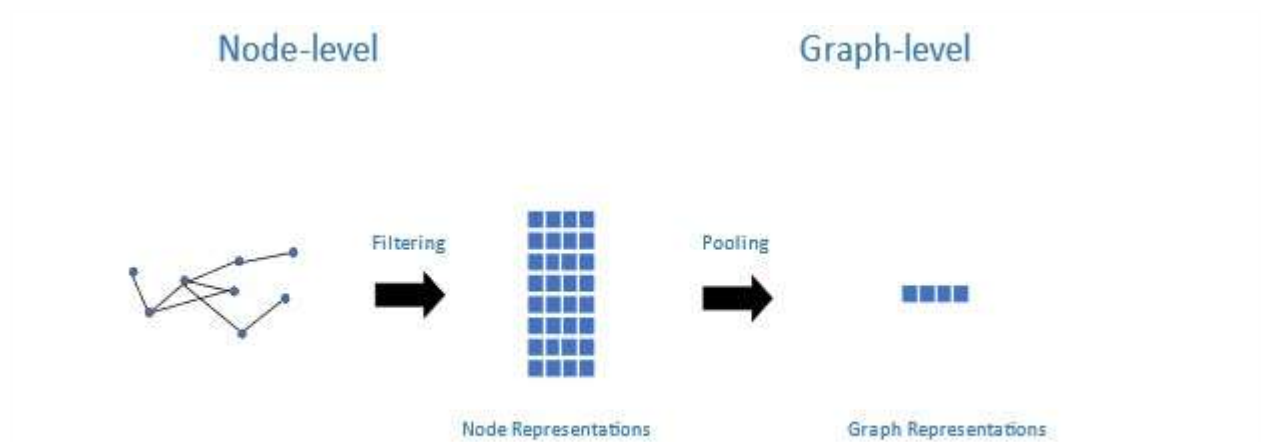 Node-level
Graph-level
Filtering
Pooling
Node Representations
Graph Representations